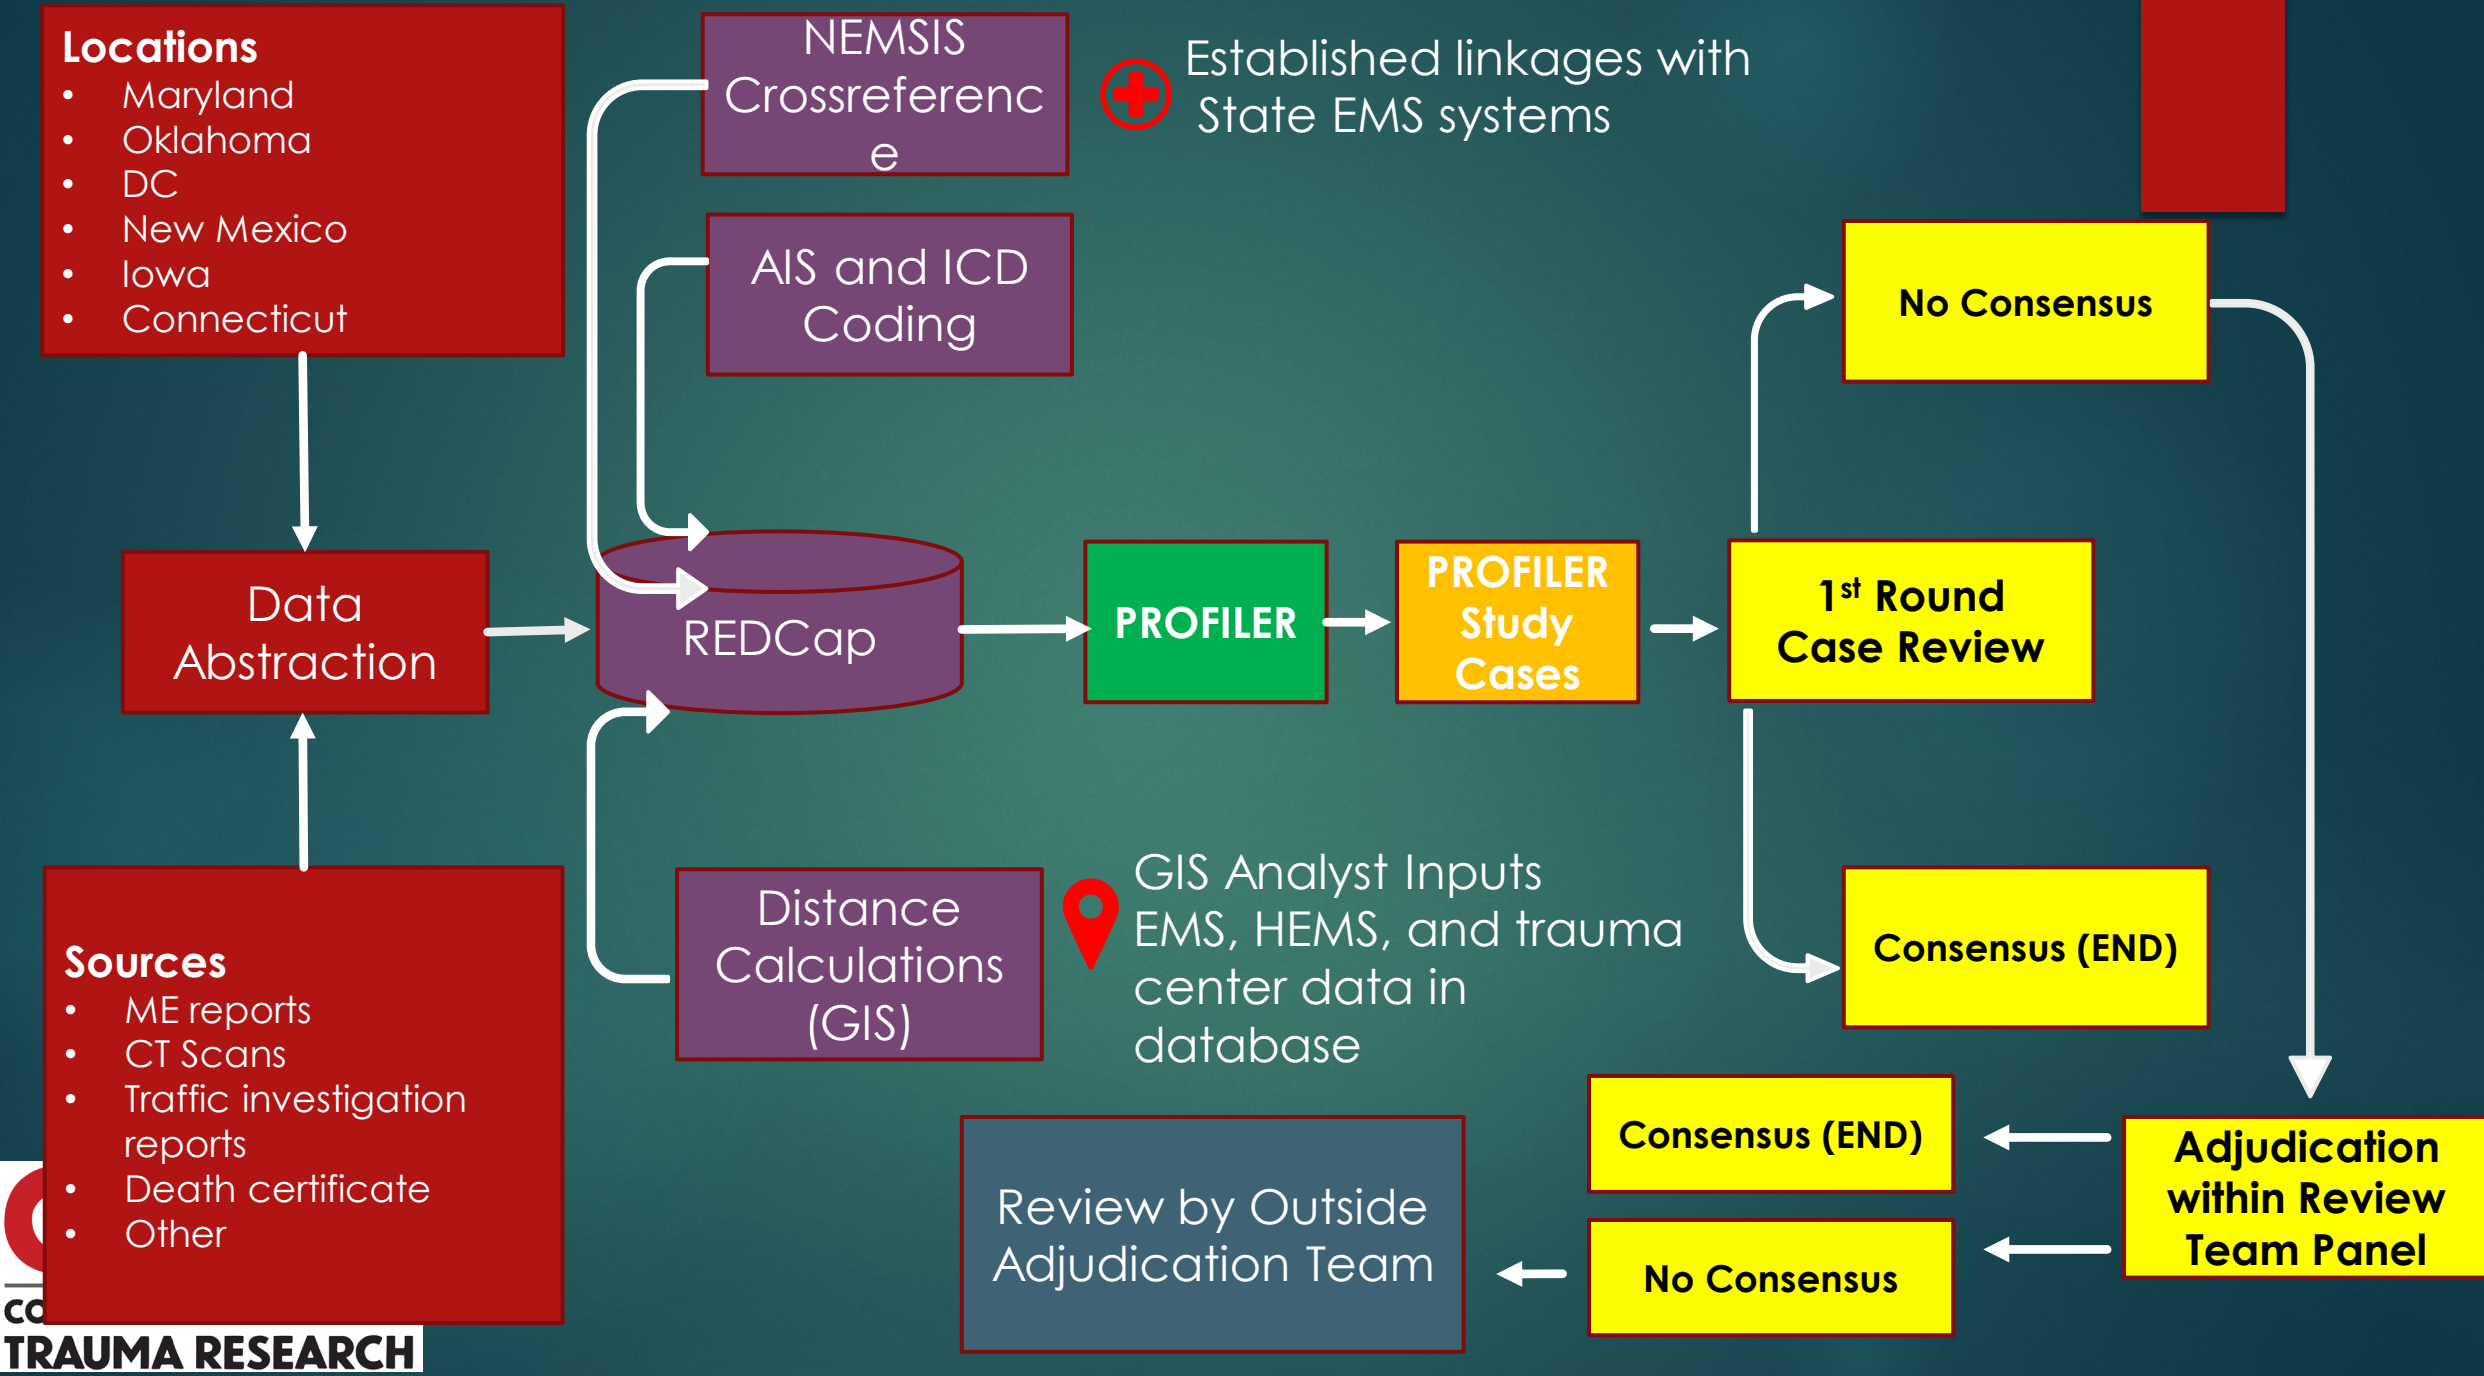 Locations
• Maryland
• Oklahoma
• DC
• New Mexico
• Iowa
• Connecticut
NEMSIS
Crossreferenc
e
Established linkages with
State EMS systems
AIS and ICD
Coding
No Consensus
Data
Abstraction
REDCap
PROFILER
PROFILER
Study
Cases
1st Round
Case Review
Sources
• ME reports
• CT Scans
• Traffic investigation
reports
• Death certificate
• Other
Distance
Calculations
(GIS)
GIS Analyst Inputs
EMS, HEMS, and trauma
center data in
database
Consensus (END)
Consensus (END)
No Consensus
Adjudication
within Review
Team Panel
Review by Outside
Adjudication Team
TRAUMA RESEARCH